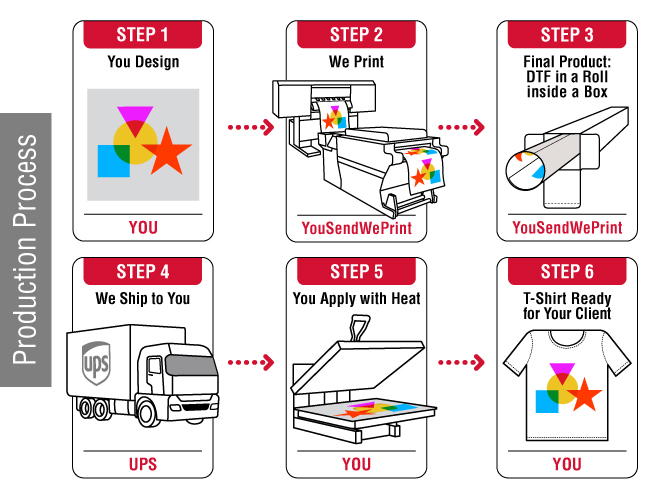 Production Process
STEP 1
You Design
YOU
STEP 2
We Print
YouSendWePrint
STEP 3
Final Product:
DTF in a Roll
inside a Box
YouSendWePrint
STEP 4
We Ship to You
ups
UPS
STEP 5
You Apply with Heat
YOU
STEP 6
T-Shirt Ready
for Your Client
YOU